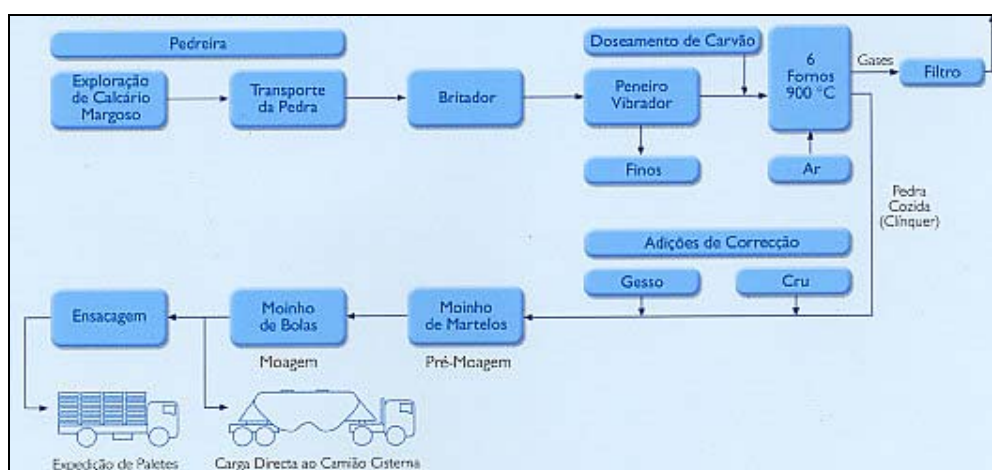 Pedreira
Exploração
de Calcário
Margoso
Transporte
da Pedra
Britador
Doseamento de Carvão
Peneiro
Vibrador
Finos
6
Fornos
900 °C
Gases
Filtro
Ar
Pedra
Cozida
(Clínquer)
Adições de Correcção
Gesso
Cru
Moinho
de Martelos
Pré-Moagem
Moinho
de Bolas
Moagem
Ensacagem
Expedição de Paletes
Carga Directa ao Camião Cisterna